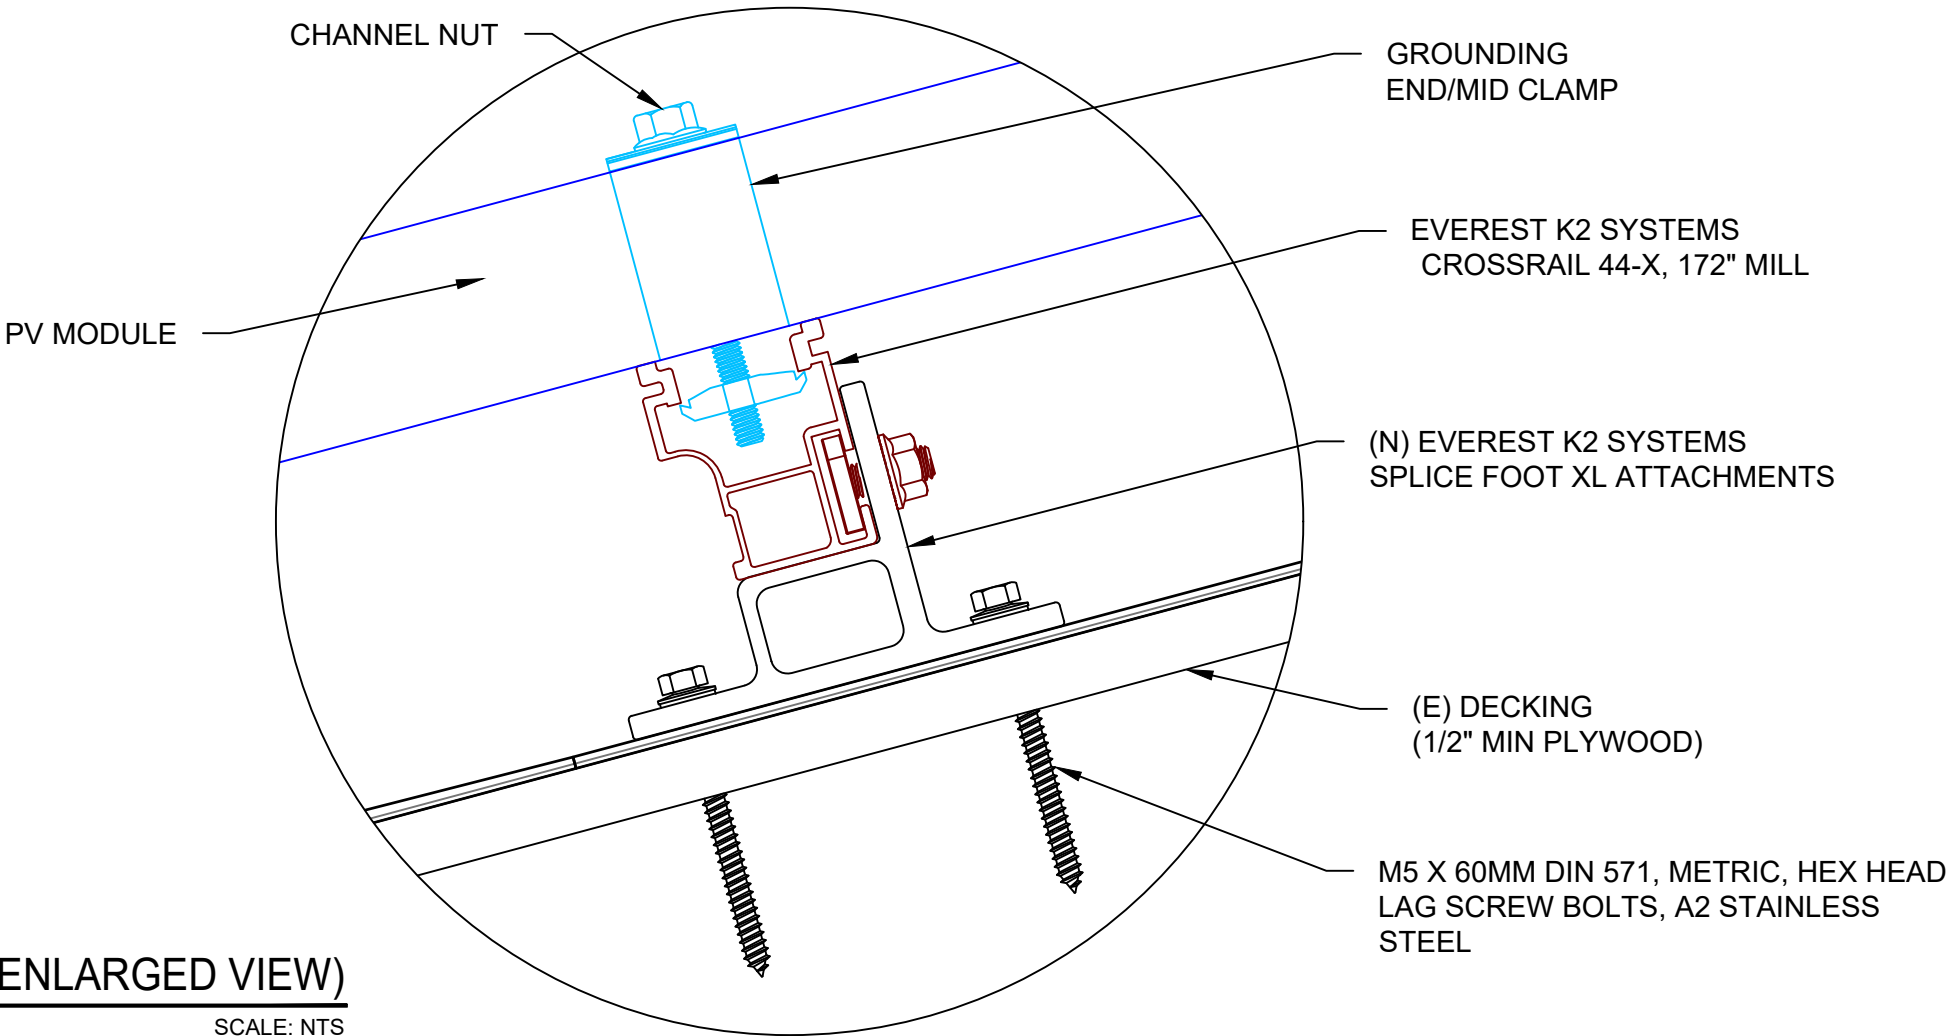 CHANNEL NUT
GROUNDING
END/MID CLAMP
EVEREST K2 SYSTEMS
CROSSRAIL 44-X, 172" MILL
PV MODULE
(N) EVEREST K2 SYSTEMS
SPLICE FOOT XL ATTACHMENTS
(E) DECKING
(1/2" MIN PLYWOOD)
M5 X 60MM DIN 571, METRIC, HEX HEAD
LAG SCREW BOLTS, A2 STAINLESS
STEEL
ENLARGED VIEW)
SCALE: NTS